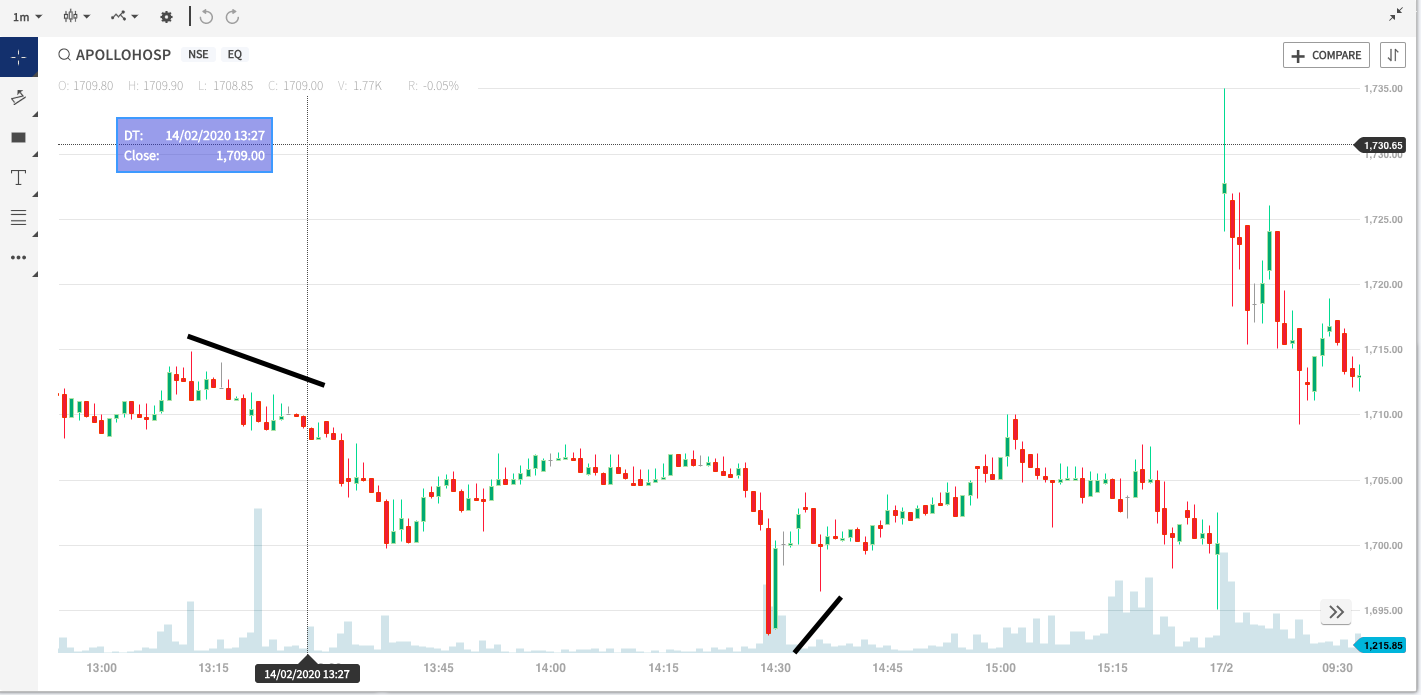 1m
APOLLOHOSP NSE EQ
COMPARE
O: 1709.80 H: 1709.90 L: 1708.85 C: 1709.00 V: 1.77K R: -0.05%
1,735.00
DT: 14/02/2020 13:27
Close: 1,709.00
1,730.65
1,730.00
1,725.00
1,720.00
1,715.00
1,710.00
1,705.00
1,700.00
1,695.00
1,215.85
T
13:00 13:15 13:45 14:00 14:15 14:30 14:45 15:00 15:15 17/2 09:30
14/02/2020 13:27